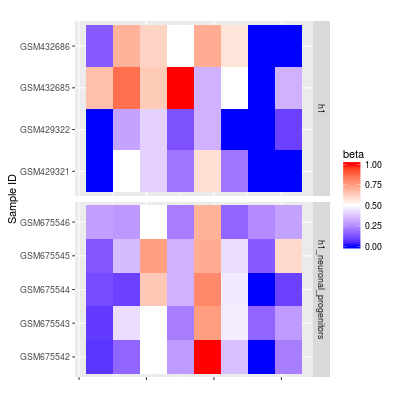 GSM432686
GSM432685
GSM429322
GSM429321
h1
GSM675546
GSM675545
GSM675544
GSM675543
GSM675542
h1_neuronal_progenitors
Sample ID
beta
1.00
0.75
0.50
0.25
0.00